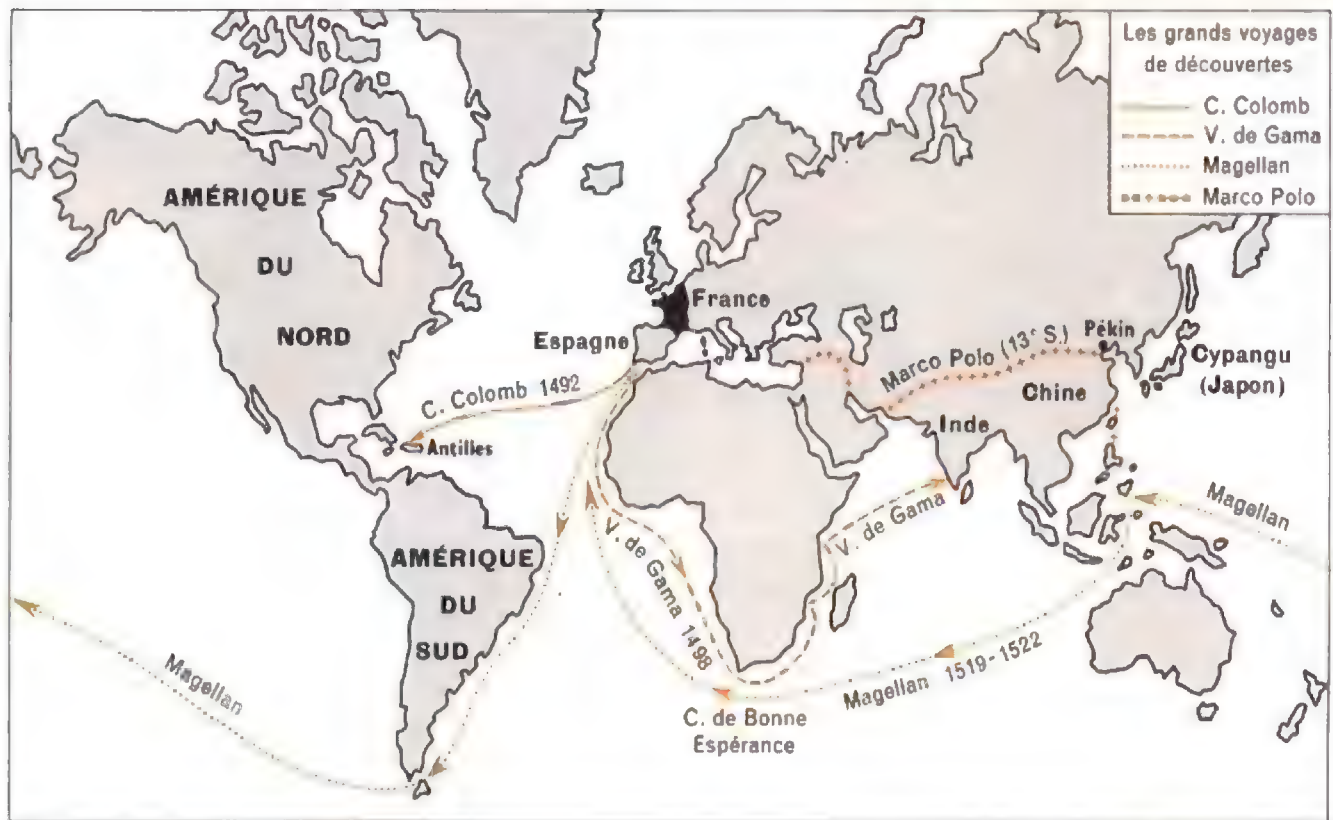 Les grands voyages
de découvertes
C. Colomb
V. de Gama
Magellan
Marco Polo
AMÉRIQUE
DU
NORD
France
Espagne
C. Colomb 1492
Antilles
Marco Polo (13e S.)
Pékin
Cypangu
(Japon)
Chine
Inde
V. de Gama
Magellan
AMÉRIQUE
DU
SUD
V. de Gama 1498
Magellan
Magellan 1519-1522
C. de Bonne
Espérance